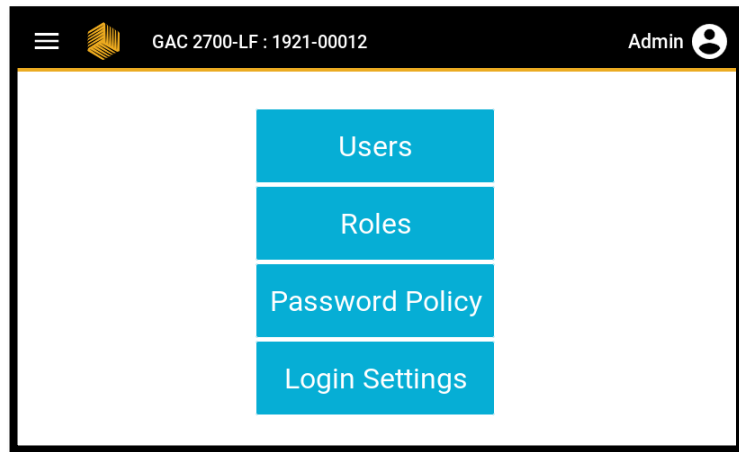 GAC 2700-LF : 1921-00012
Admin
Users
Roles
Password Policy
Login Settings